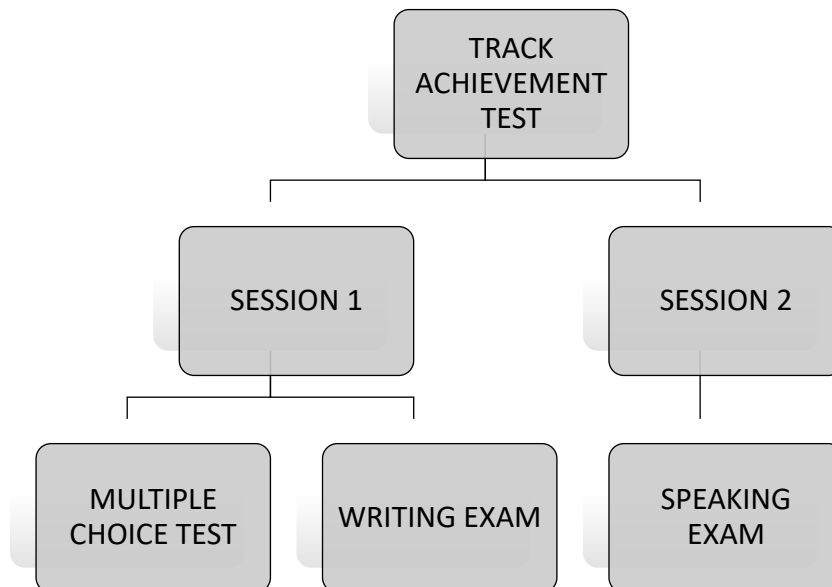 TRACK
ACHIEVEMENT
TEST
SESSION 1
SESSION 2
MULTIPLE
CHOICE TEST
WRITING EXAM
SPEAKING
EXAM